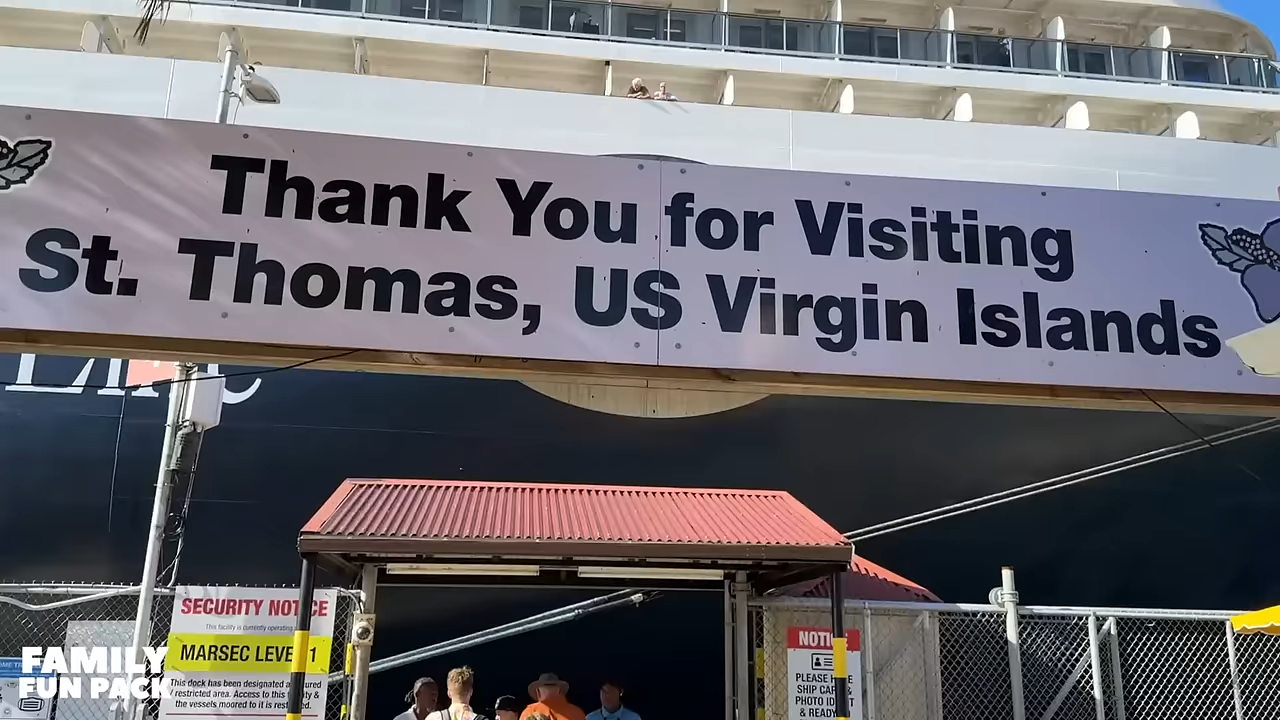 Thank You for Visiting
St. Thomas, US Virgin Islands
SECURITY NOTICE
This facility is currently operating
MARSEC LEVEL 1
This dock has been designated a secured
restricted area. Access to this facility &
the vessels moored to it is restricted.
NOTICE
PLEASE
SHIP CARD
PHOTO ID
& READY
FAMILY
FUN PACK